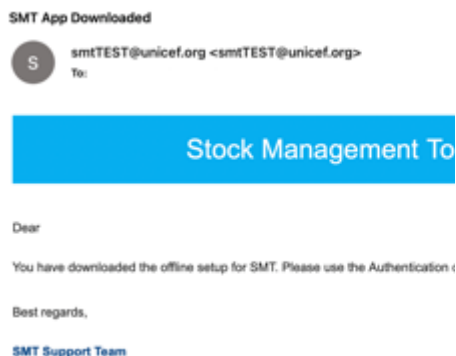 SMT App Downloaded
S
smtTEST@unicef.org <smtTEST@unicef.org>
To:
Stock Management To
Dear
You have downloaded the offline setup for SMT. Please use the Authentication
Best regards,
SMT Support Team